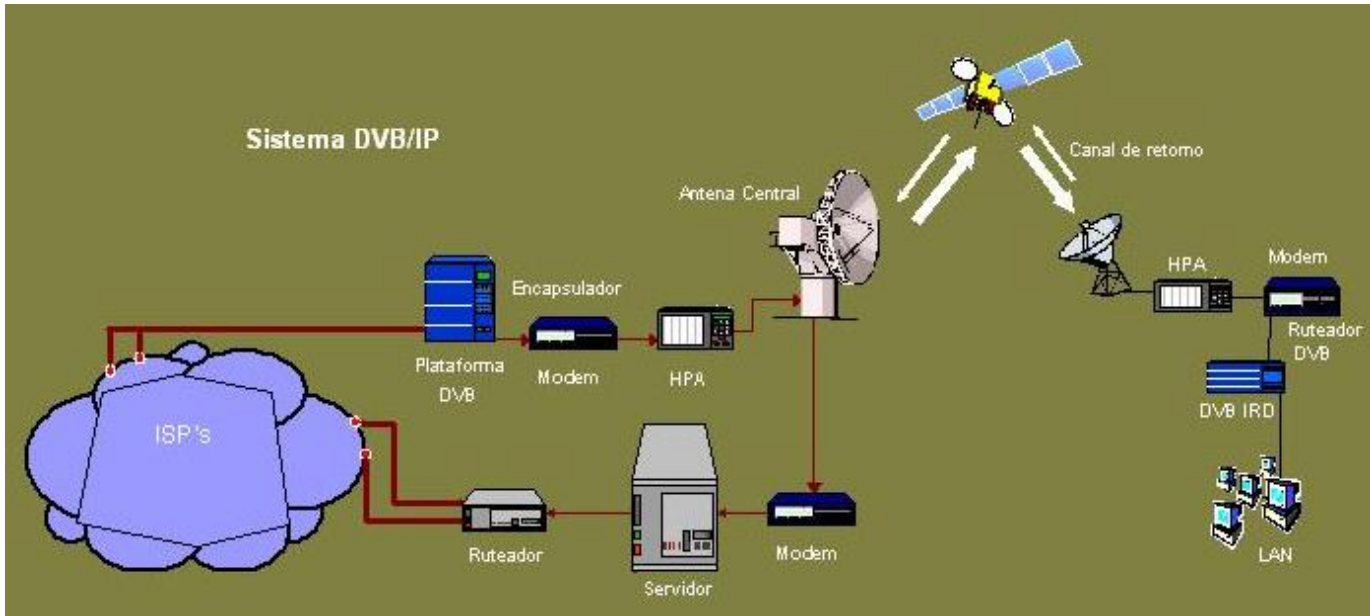 Sistema DVB/IP
Canal de retorno
Antena Central
HPA
Modem
Encapsulador
Ruteador
DVB
Plataforma
DVB
Modem
HPA
DVB IRD
ISP's
LAN
Ruteador
Servidor
Modem